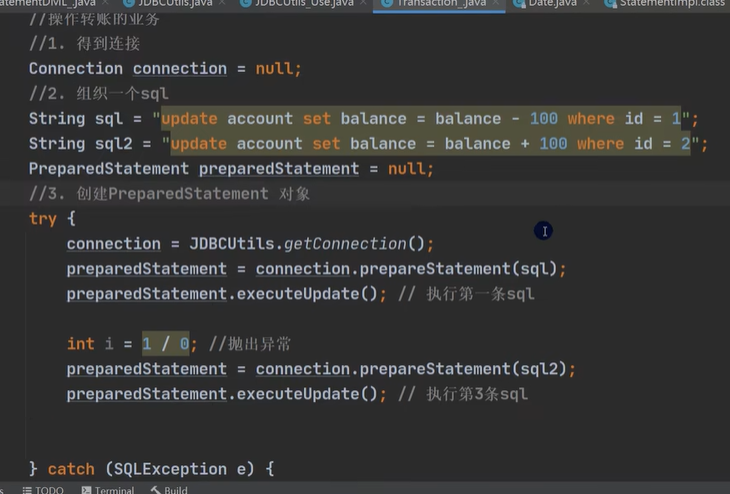 atementDML_.java JDBCUtils.java JDBCUtils_Use.java Transaction_.java Date.java StatementImpl.class
//操作转账的业务
//1. 得到连接
Connection connection = null;
//2. 组织一个sql
String sql = "update account set balance = balance - 100 where id = 1";
String sql2 = "update account set balance = balance + 100 where id = 2";
PreparedStatement preparedStatement = null;
//3. 创建PreparedStatement 对象
try {
connection = JDBCUtils.getConnection();
preparedStatement = connection.prepareStatement(sql);
preparedStatement.executeUpdate(); // 执行第一条sql
int i = 1 / 0; //抛出异常
preparedStatement = connection.prepareStatement(sql2);
preparedStatement.executeUpdate(); // 执行第3条sql
} catch (SQLException e) {
s TODO Terminal Build